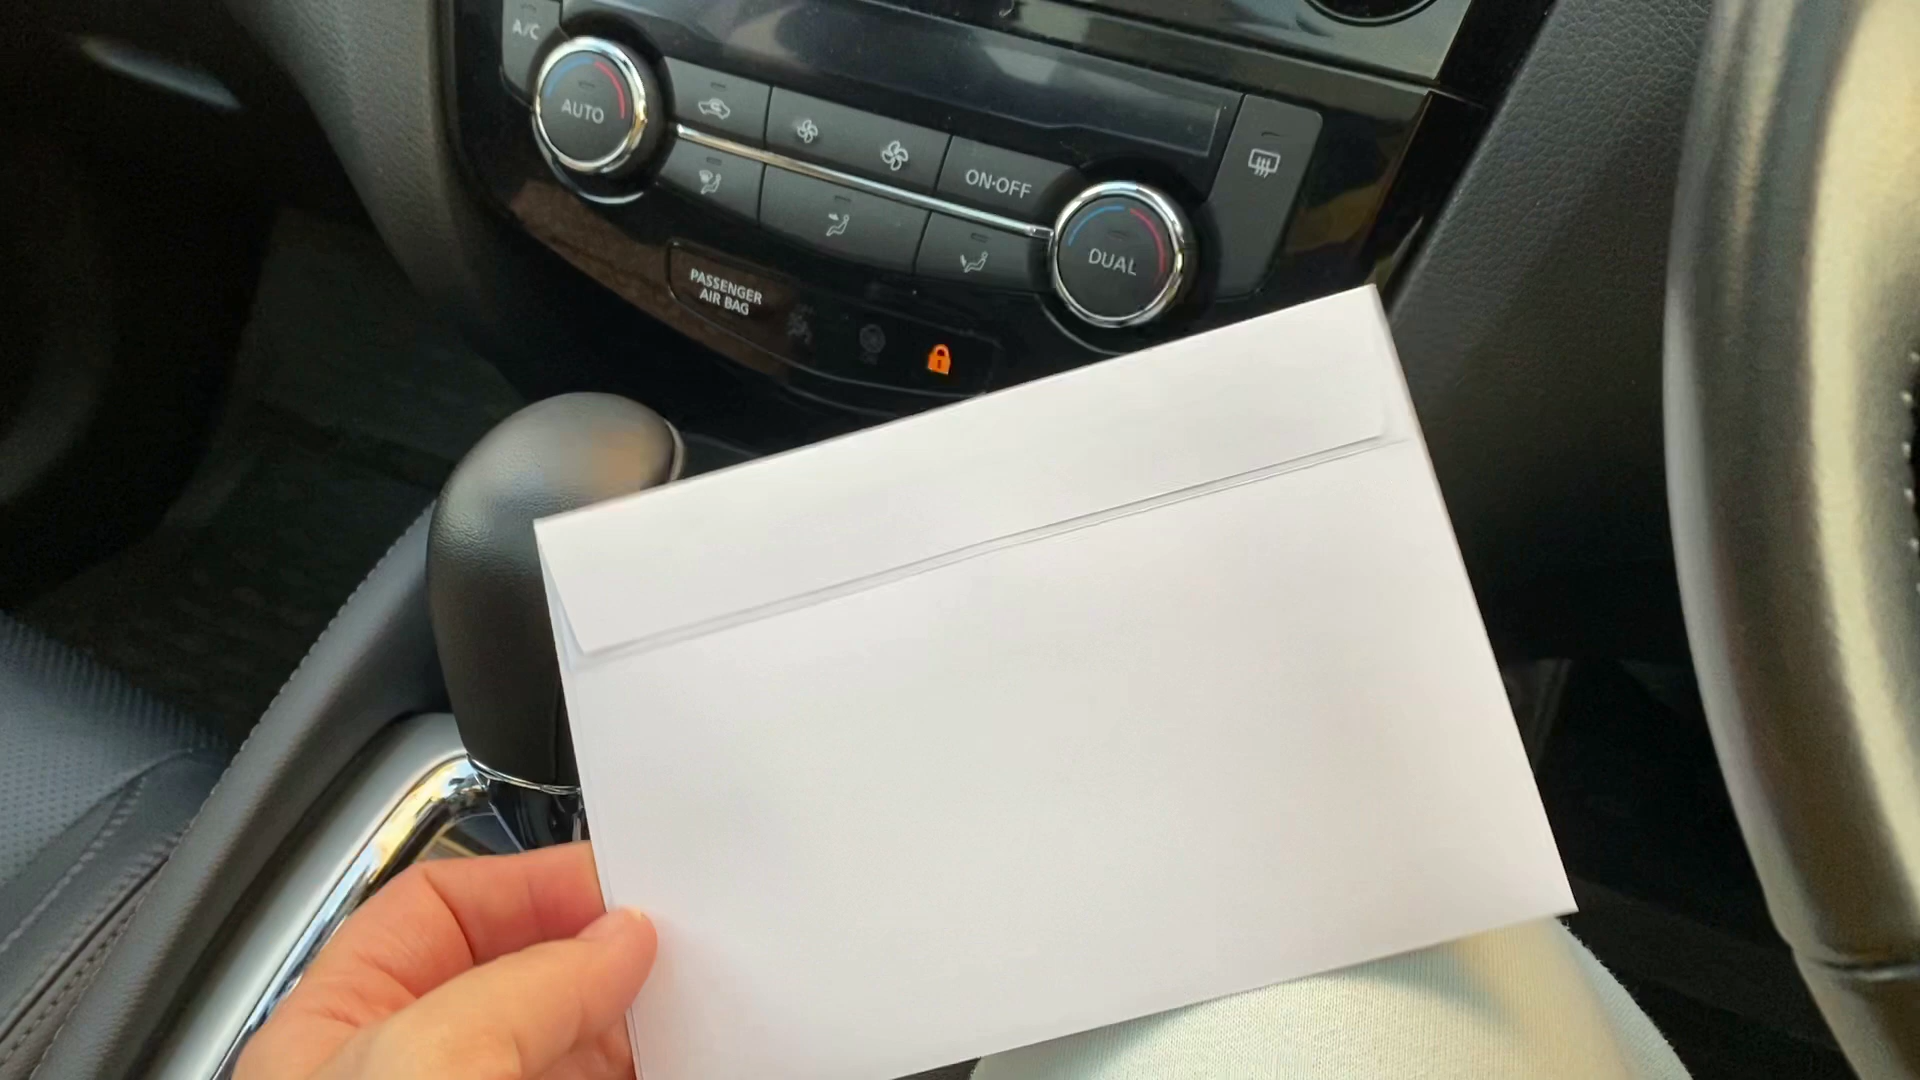 A/C
AUTO
ON·OFF
DUAL
PASSENGER
AIR BAG